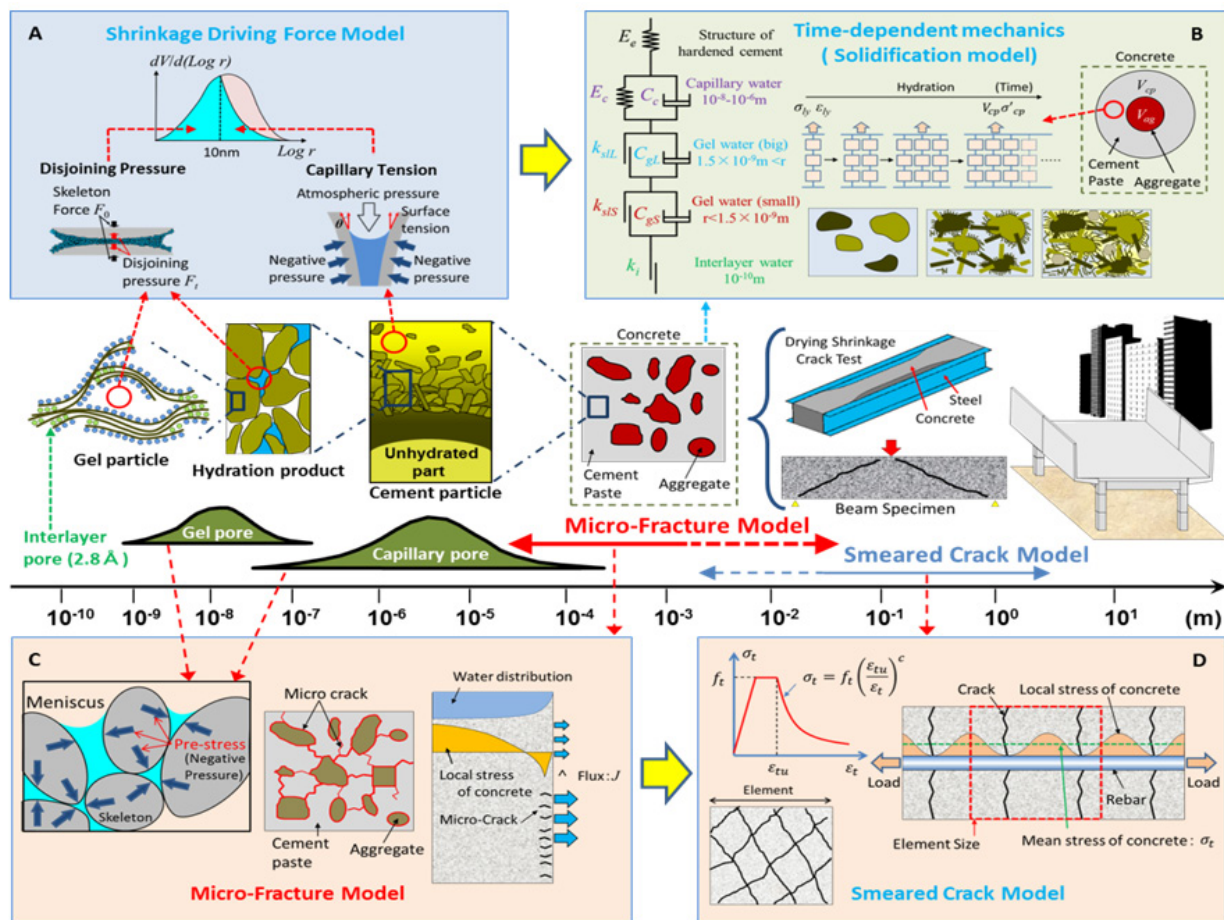 A
Shrinkage Driving Force Model
dV/d(Log r)
10nm
Log r
Disjoining Pressure
Capillary Tension
Skeleton
Force F0
Disjoining
pressure Ft
Atmospheric pressure
θ
Surface
tension
Negative
pressure
Negative
pressure
B
Time-dependent mechanics
( Solidification model)
Ee
Structure of
hardened cement
Ec
Cc
Capillary water
10-8-10-6m
kslL
CgL
Gel water (big)
1.5×10-9m <r
kslS
CgS
Gel water (small)
r<1.5×10-9m
ki
Interlayer water
10-10m
Hydration
(Time)
σly εly
Vcp σ'cp
Concrete
Vcp
Vag
Cement
Paste
Aggregate
Gel particle
Hydration product
Unhydrated
part
Cement particle
Concrete
Cement
Paste
Aggregate
Drying Shrinkage
Crack Test
Steel
Concrete
Beam Specimen
Interlayer
pore (2.8 Å)
Gel pore
Capillary pore
Micro-Fracture Model
Smeared Crack Model
10-10
10-9
10-8
10-7
10-6
10-5
10-4
10-3
10-2
10-1
100
101
(m)
C
Meniscus
Pre-stress
(Negative
Pressure)
Skeleton
Micro crack
Cement
paste
Aggregate
Water distribution
Local stress
of concrete
^
Flux: J
Micro-Crack
Micro-Fracture Model
D
σt
ft
σt = ft(εtu/εt)c
εtu
εt
Element
Crack
Local stress of concrete
Load
Load
Rebar
Element Size
Mean stress of concrete: σt
Smeared Crack Model